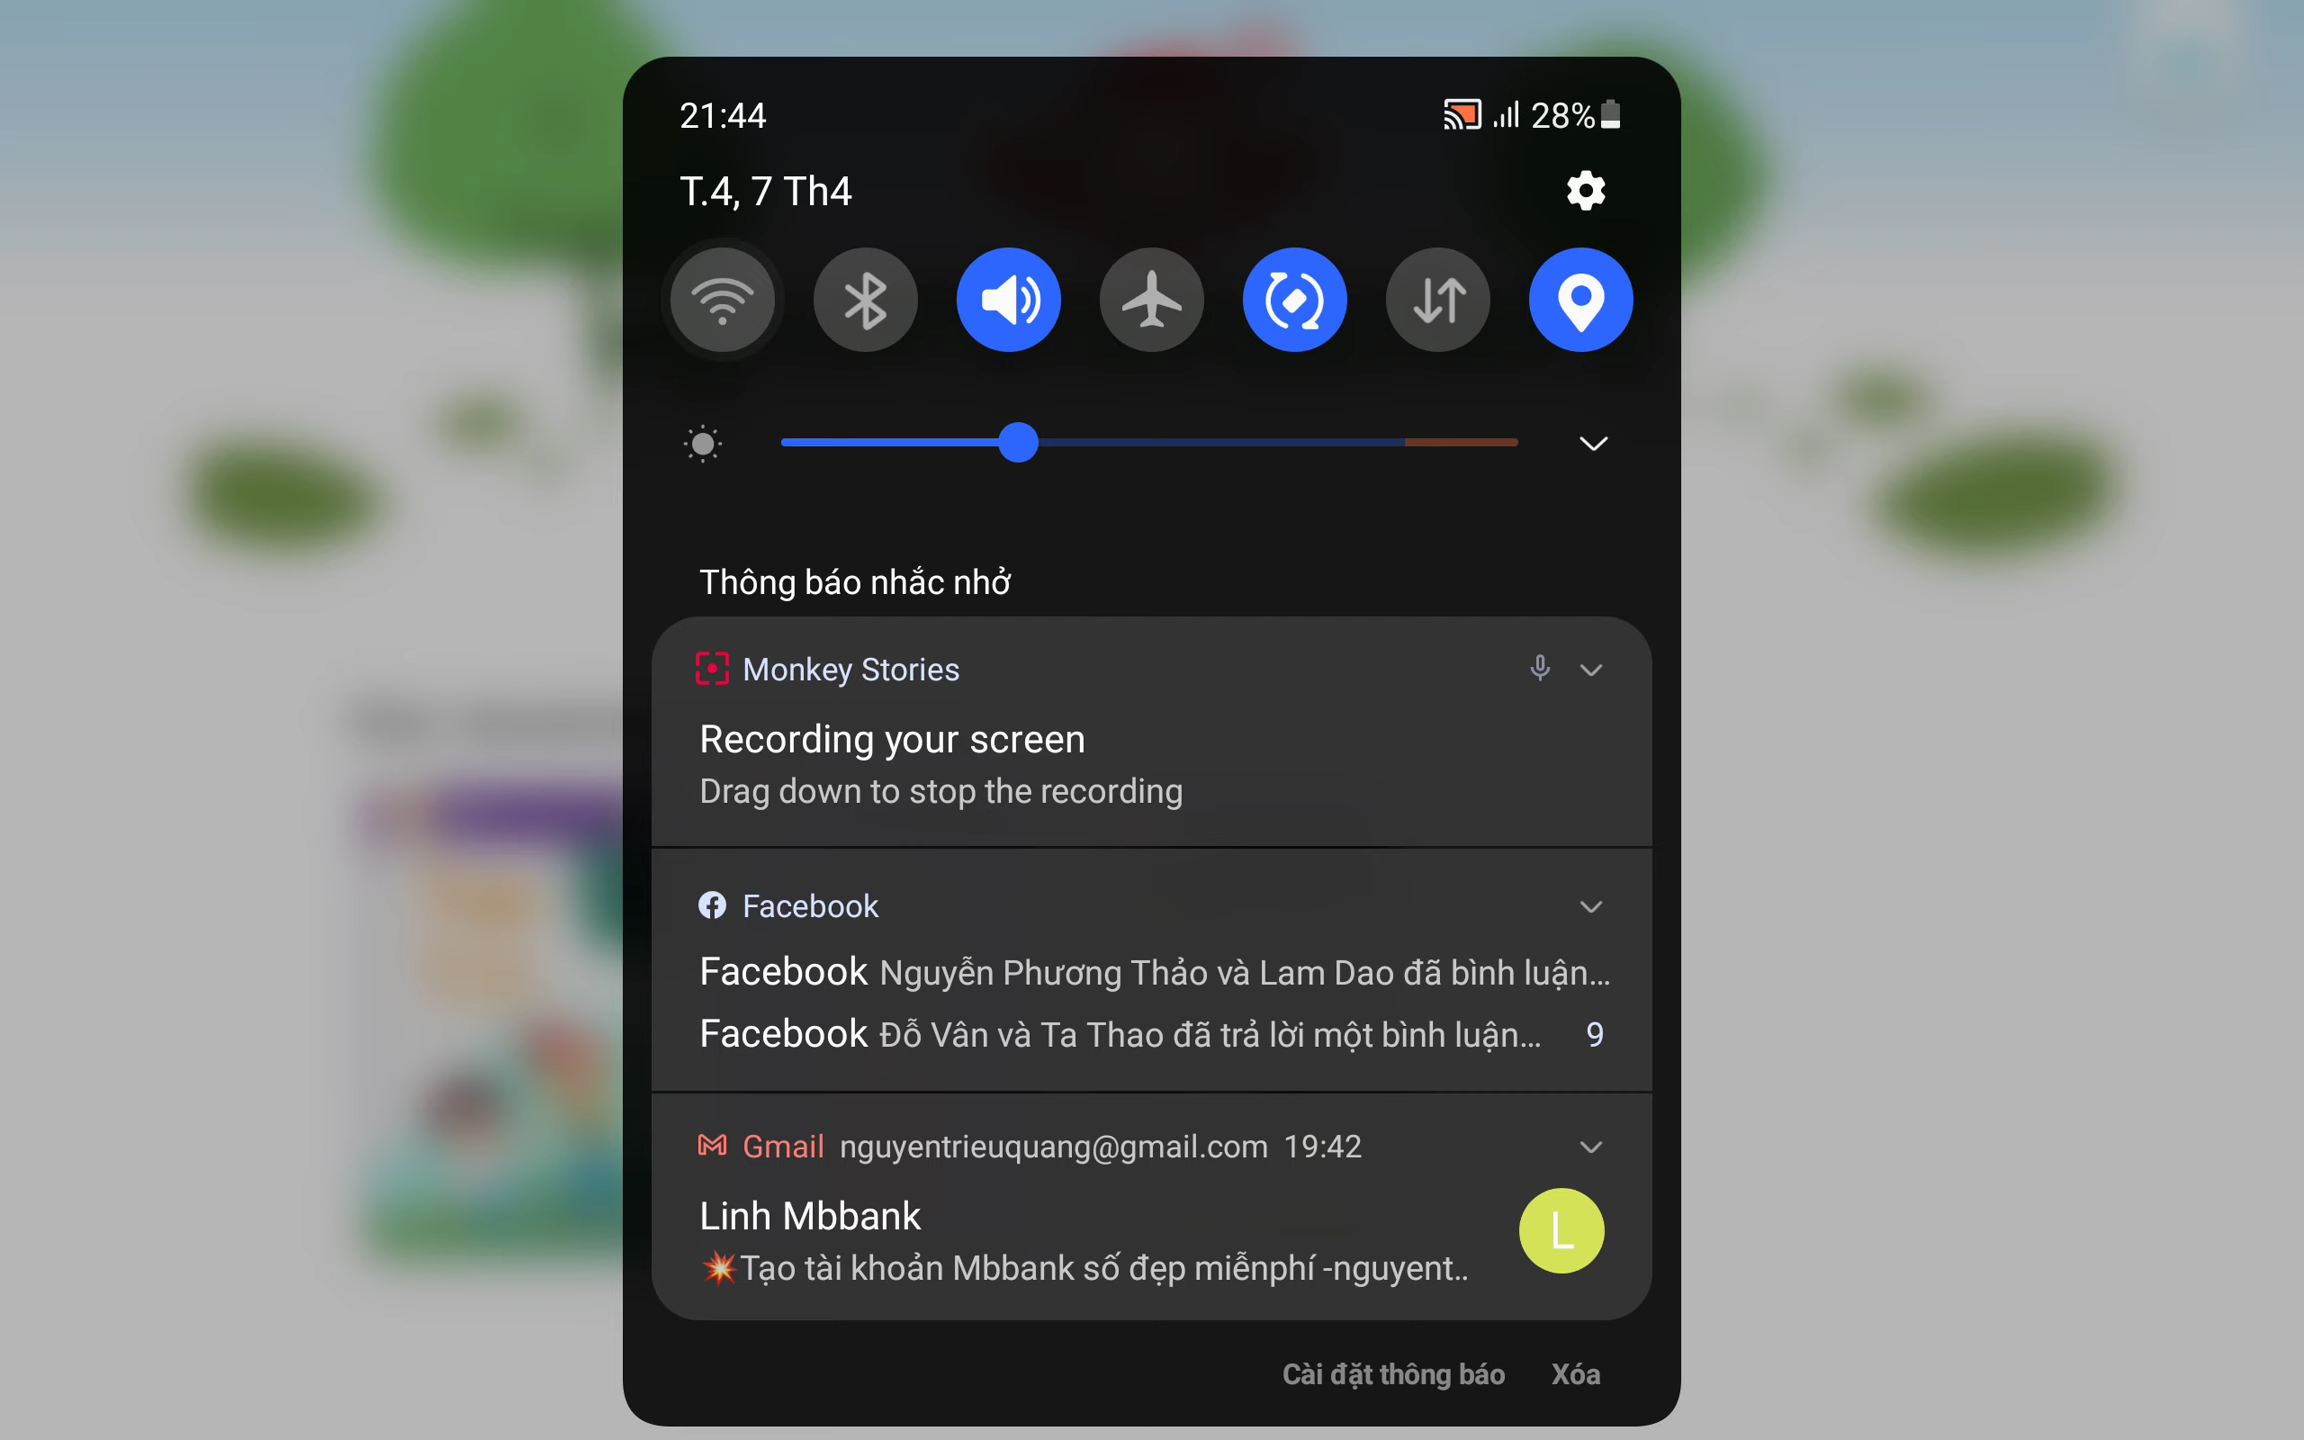 21:44
28%
T.4, 7 Th4
Thông báo nhắc nhở
Monkey Stories
Recording your screen
Drag down to stop the recording
Facebook
Facebook Nguyễn Phương Thảo và Lam Dao đã bình luận...
Facebook Đỗ Vân và Ta Thao đã trả lời một bình luận... 9
Gmail nguyentrieuquang@gmail.com 19:42
Linh Mbbank
L
💥Tạo tài khoản Mbbank số đẹp miễnphí -nguyent..
Cài đặt thông báo Xóa